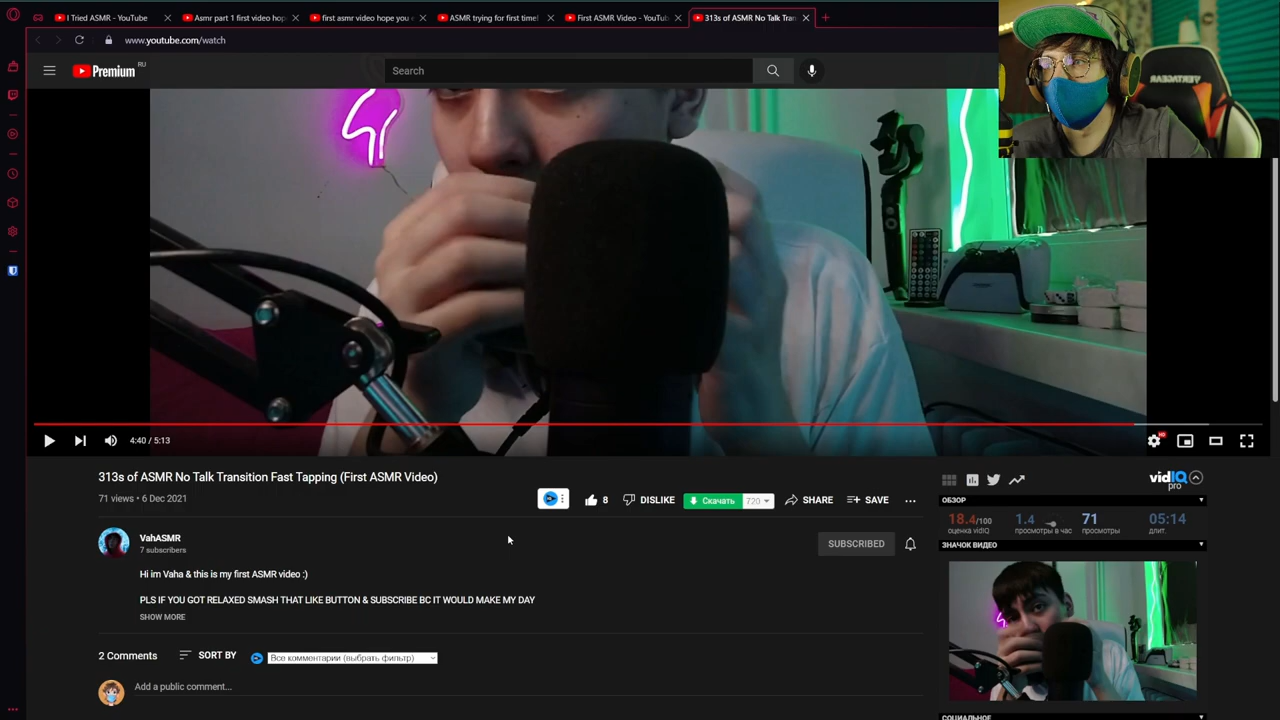 I Tried ASMR - YouTube
Asmr part 1 first video hop
first asmr video hope you e
ASMR trying for first time!
First ASMR Video - YouTub
313s of ASMR No Talk Tran
www.youtube.com/watch
Premium RU
Search
VERTAGEAR
4:40 / 5:13
HD
313s of ASMR No Talk Transition Fast Tapping (First ASMR Video)
71 views • 6 Dec 2021
8
DISLIKE
Скачать 720
SHARE
SAVE
VahASMR
7 subscribers
SUBSCRIBED
Hi im Vaha & this is my first ASMR video :)
PLS IF YOU GOT RELAXED SMASH THAT LIKE BUTTON & SUBSCRIBE BC IT WOULD MAKE MY DAY
SHOW MORE
2 Comments
SORT BY
Все комментарии (выбрать фильтр)
Add a public comment...
vidIQ
pro
ОБЗОР
18.4/100
оценка vidIQ
1.4
просмотры в час
71
просмотры
05:14
длит.
ЗНАЧОК ВИДЕО
СОЦИАЛЬНОЕ